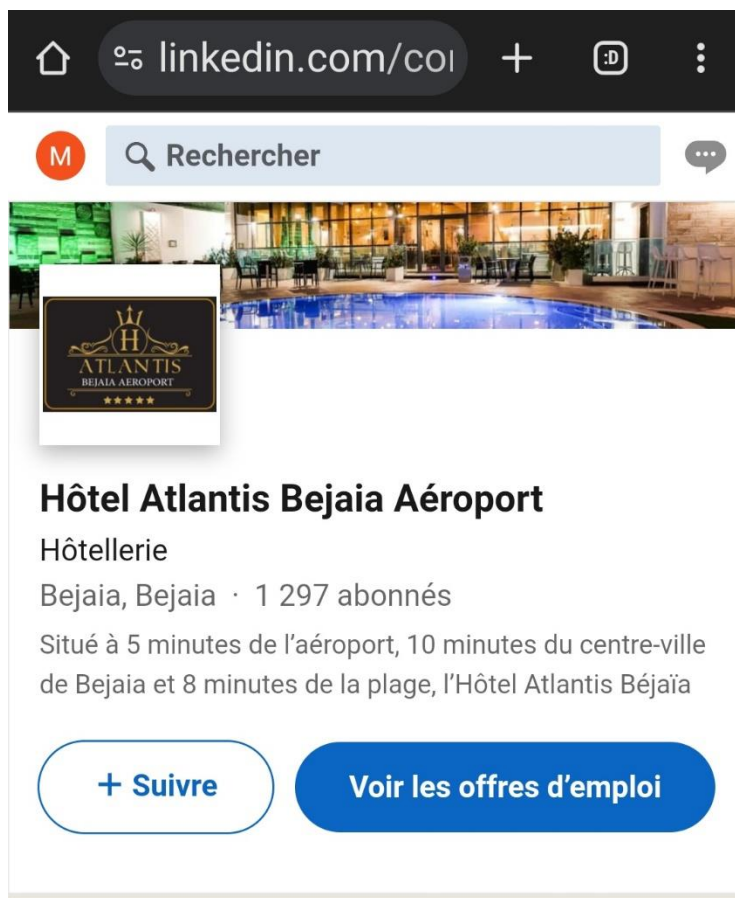 linkedin.com/co
:D
M
Rechercher
H
ATLANTIS
BEJAIA AEROPORT
Hôtel Atlantis Bejaia Aéroport
Hôtellerie
Bejaia, Bejaia · 1 297 abonnés
Situé à 5 minutes de l’aéroport, 10 minutes du centre-ville
de Bejaia et 8 minutes de la plage, l’Hôtel Atlantis Béjaïa
+ Suivre
Voir les offres d’emploi